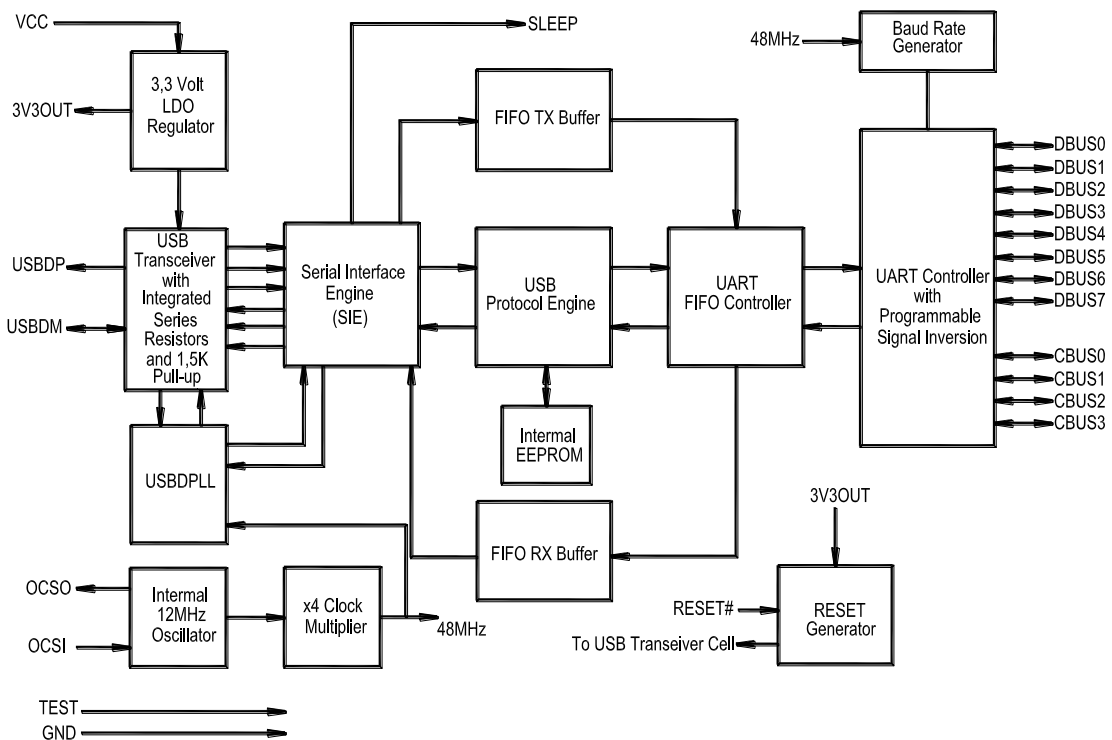 VCC
SLEEP
48MHz
Baud Rate
Generator
3,3 Volt
LDO
Regulator
3V3OUT
FIFO TX Buffer
DBUS0
DBUS1
DBUS2
DBUS3
DBUS4
DBUS5
DBUS6
DBUS7
USBDP
USBDM
USB
Transceiver
with
Integrated
Series
Resistors
and 1,5K
Pull-up
Serial Interface
Engine
(SIE)
USB
Protocol Engine
UART
FIFO Controller
UART Controller
with
Programmable
Signal Inversion
CBUS0
CBUS1
CBUS2
CBUS3
Internal
EEPROM
USBDPLL
3V3OUT
FIFO RX Buffer
OCSO
OCSI
Internal
12MHz
Oscillator
x4 Clock
Multiplier
48MHz
RESET#
To USB Transeiver Cell
RESET
Generator
TEST
GND